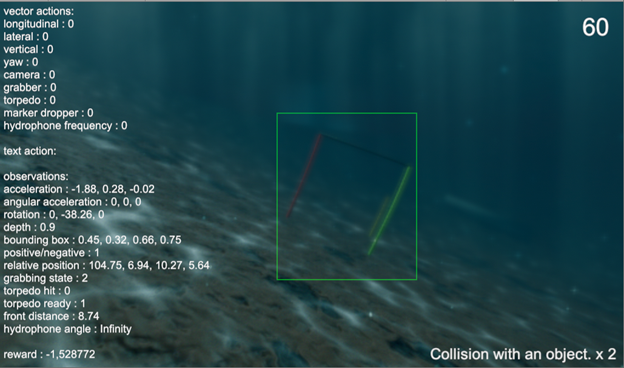 vector actions:
longitudinal : 0
lateral : 0
vertical : 0
yaw : 0
camera : 0
grabber : 0
torpedo : 0
marker dropper : 0
hydrophone frequency : 0
text action:
observations:
acceleration : -1.88, 0.28, -0.02
angular acceleration : 0, 0, 0
rotation : 0, -38.26, 0
depth : 0.9
bounding box : 0.45, 0.32, 0.66, 0.75
positive/negative : 1
relative position : 104.75, 6.94, 10.27, 5.64
grabbing state : 2
torpedo hit : 0
torpedo ready : 1
front distance : 8.74
hydrophone angle : Infinity
reward : -1,528772
60
Collision with an object. x 2